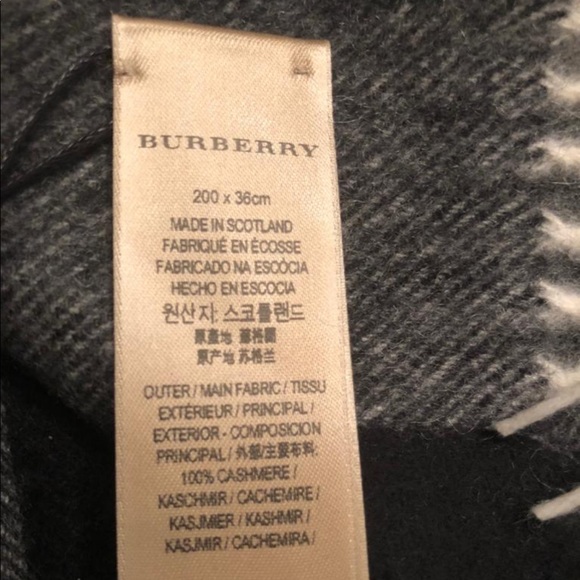 BURBERRY
200 x 36cm
MADE IN SCOTLAND
FABRIQUÉ EN ÉCOSSE
FABRICADO NA ESCÒCIA
HECHO EN ESCOCIA
원산지: 스코틀랜드
原產地 蘇格蘭
原产地 苏格兰
OUTER / MAIN FABRIC / TISSU
EXTÉRIEUR / PRINCIPAL /
EXTERIOR - COMPOSICION
PRINCIPAL / 外部/主要布料:
100% CASHMERE /
KASCHMIR / CACHEMIRE /
KASJMIER / KASHMIR /
KASJMIR / CACHEMIRA /